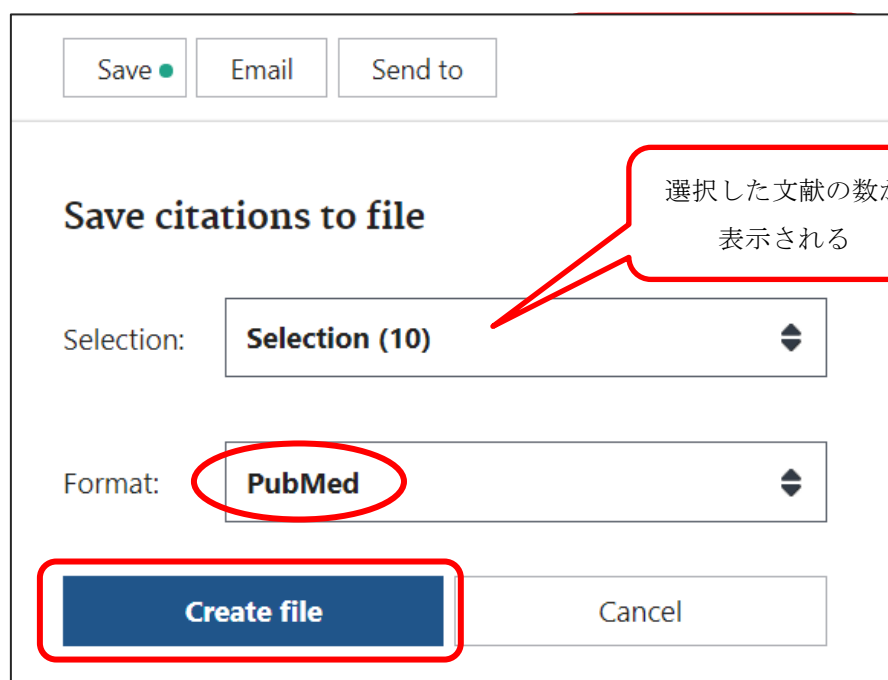 Save Email Send to
選択した文献の数が
表示される
Save citations to file
Selection: Selection (10)
Format: PubMed
Create file Cancel